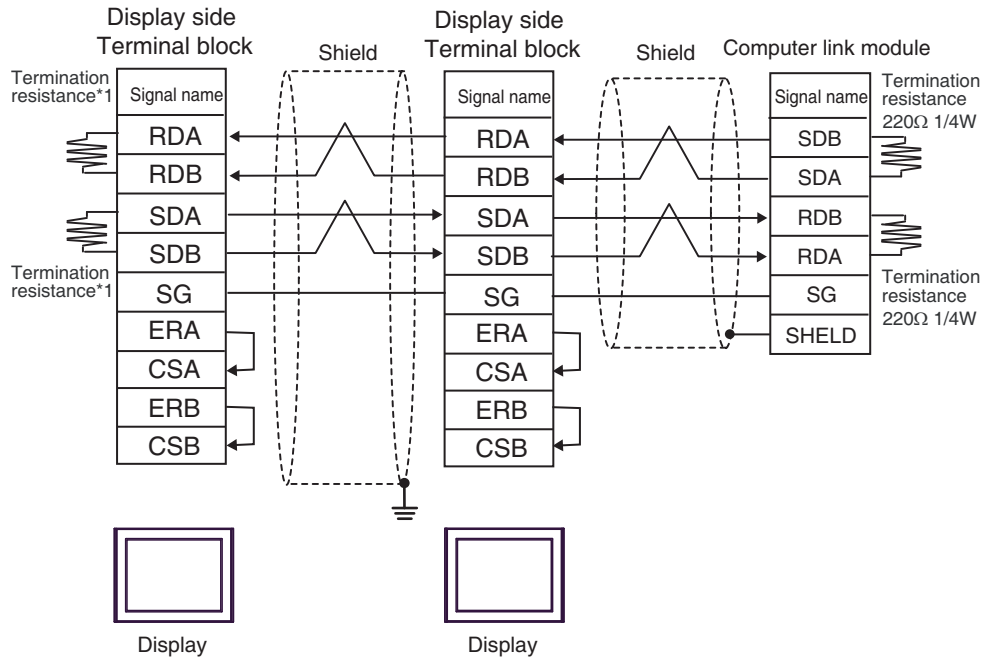 Display side
Terminal block
Display side
Terminal block
Shield
Shield
Computer link module
Termination
resistance*1
Signal name
RDA
RDB
SDA
SDB
SG
ERA
CSA
ERB
CSB
Termination
resistance*1
Signal name
RDA
RDB
SDA
SDB
SG
ERA
CSA
ERB
CSB
Signal name
SDB
SDA
RDB
RDA
SG
SHELD
Termination
resistance
220Ω 1/4W
Termination
resistance
220Ω 1/4W
Display
Display